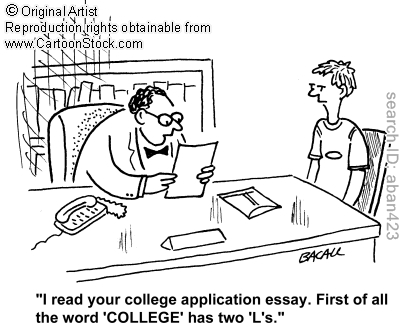 © Original Artist
Reproduction rights obtainable from
www.CartoonStock.com
search ID: aban423
BACALL
"I read your college application essay. First of all
the word 'COLLEGE' has two 'L's."